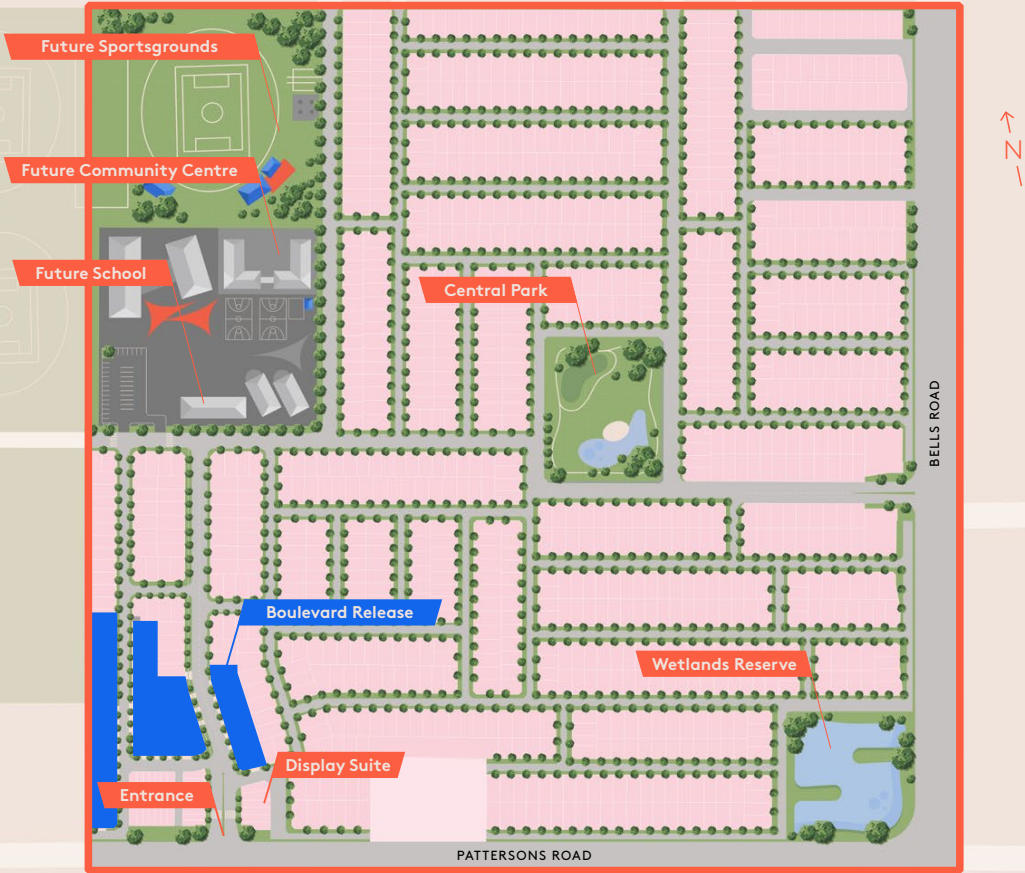 Future Sportsgrounds
N
Future Community Centre
Future School
Central Park
BELLS ROAD
Boulevard Release
Wetlands Reserve
Display Suite
Entrance
PATTERSONS ROAD